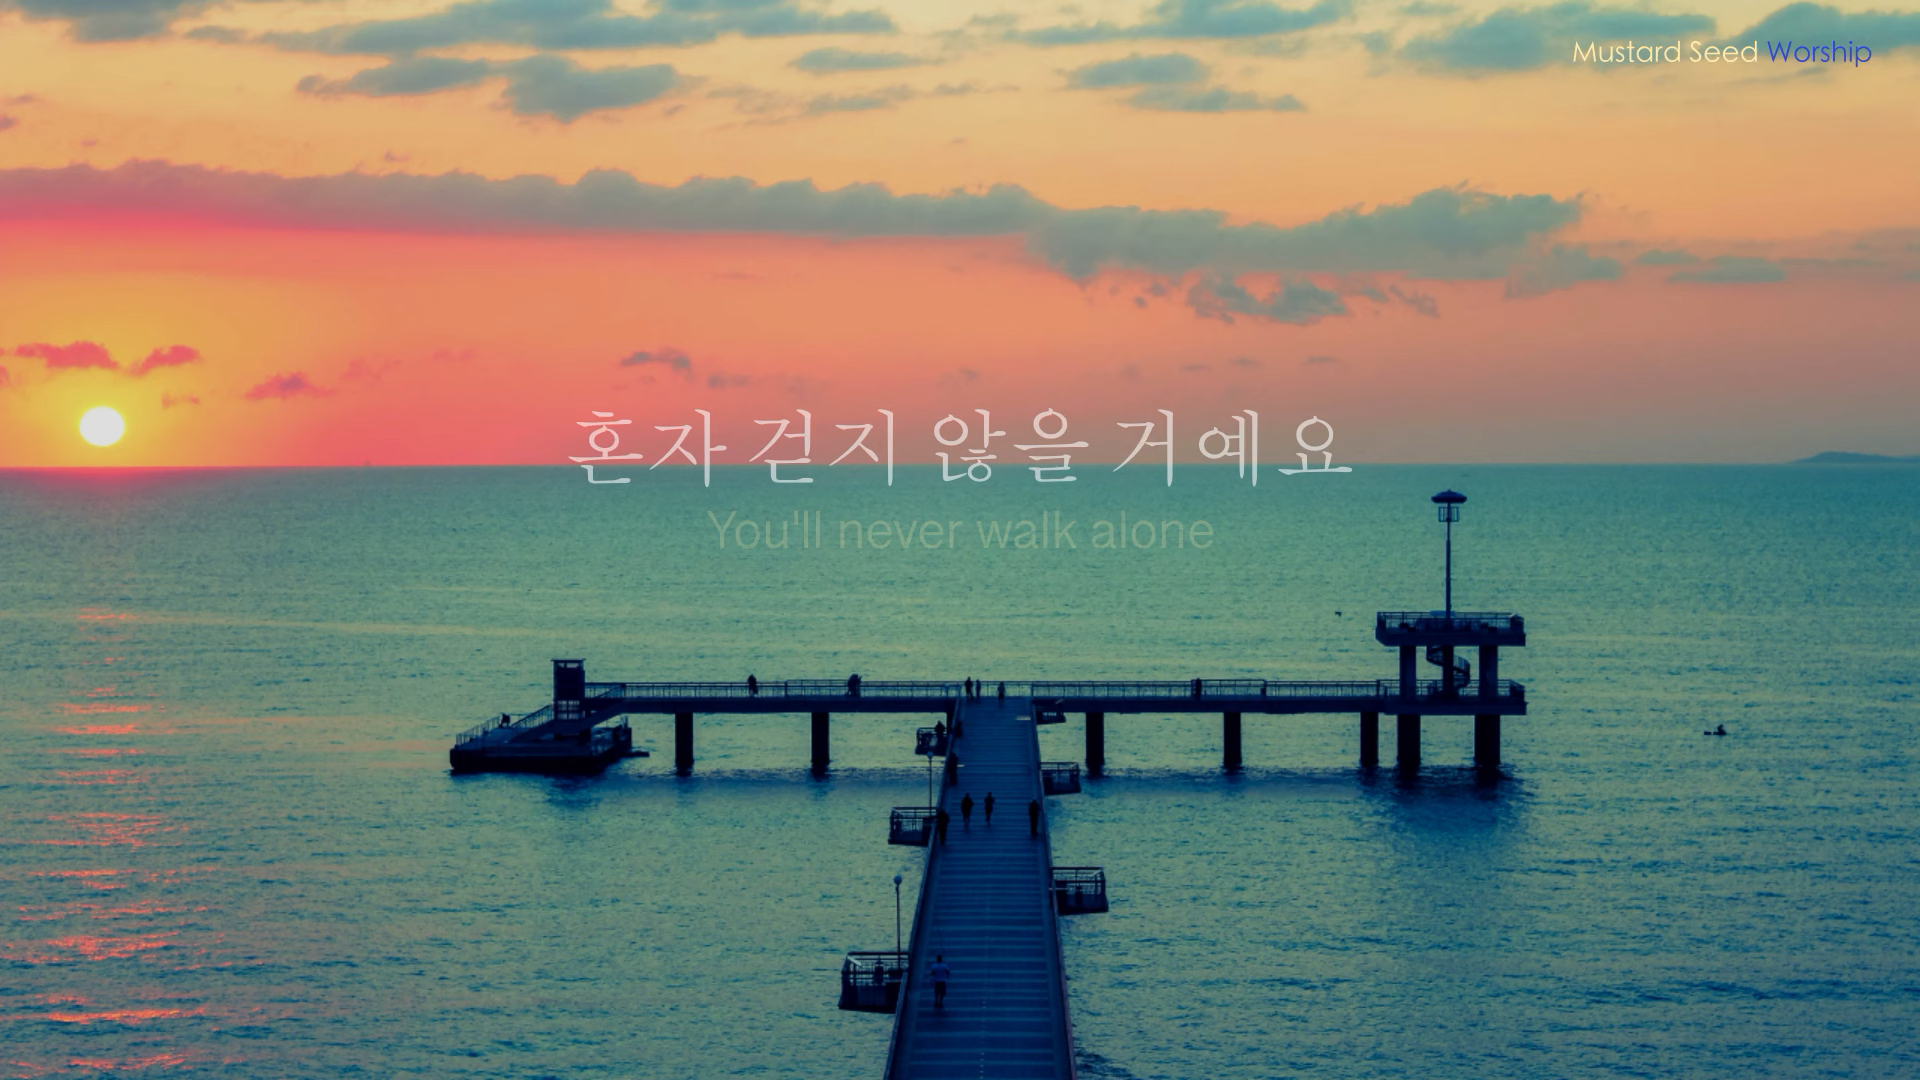 Mustard Seed Worship
혼자 걷지 않을 거예요
You'll never walk alone